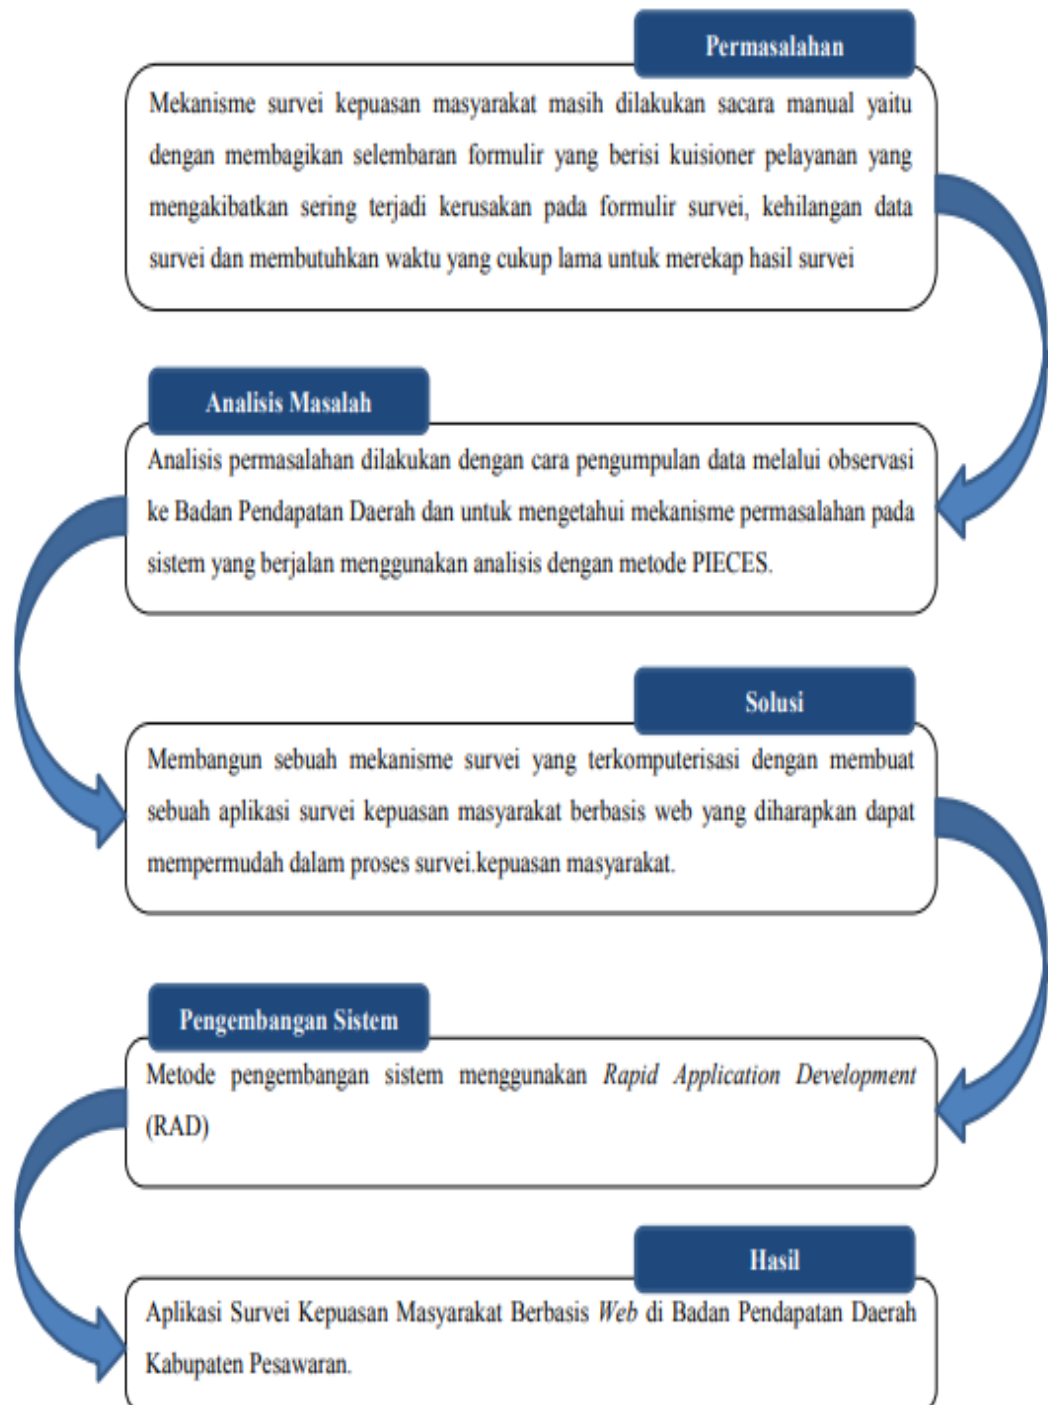 Permasalahan
Mekanisme survei kepuasan masyarakat masih dilakukan sacara manual yaitu
dengan membagikan selembaran formulir yang berisi kuisioner pelayanan yang
mengakibatkan sering terjadi kerusakan pada formulir survei, kehilangan data
survei dan membutuhkan waktu yang cukup lama untuk merekap hasil survei
Analisis Masalah
Analisis permasalahan dilakukan dengan cara pengumpulan data melalui observasi
ke Badan Pendapatan Daerah dan untuk mengetahui mekanisme permasalahan pada
sistem yang berjalan menggunakan analisis dengan metode PIECES.
Solusi
Membangun sebuah mekanisme survei yang terkomputerisasi dengan membuat
sebuah aplikasi survei kepuasan masyarakat berbasis web yang diharapkan dapat
mempermudah dalam proses survei.kepuasan masyarakat.
Pengembangan Sistem
Metode pengembangan sistem menggunakan Rapid Application Development
(RAD)
Hasil
Aplikasi Survei Kepuasan Masyarakat Berbasis Web di Badan Pendapatan Daerah
Kabupaten Pesawaran.